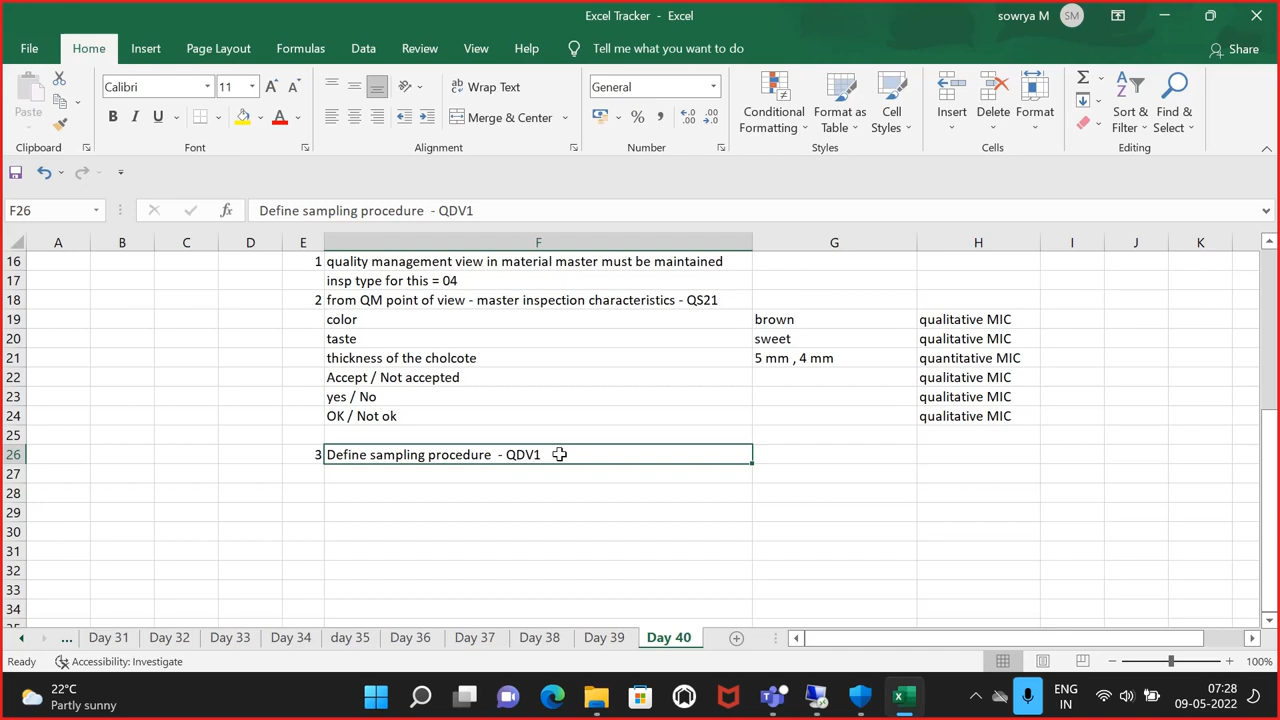 Excel Tracker - Excel
sowrya M
SM
File Home Insert Page Layout Formulas Data Review View Help Tell me what you want to do
Share
Paste
Calibri
11
B I U
Wrap Text
Merge & Center
General
Conditional Formatting
Format as Table
Cell Styles
Insert
Delete
Format
Sort & Filter
Find & Select
Clipboard Font Alignment Number Styles Cells Editing
F26
fx
Define sampling procedure - QDV1
A B C D E F G H I J K
16 1 quality management view in material master must be maintained
17 insp type for this = 04
18 2 from QM point of view - master inspection characteristics - QS21
19 color brown qualitative MIC
20 taste sweet qualitative MIC
21 thickness of the cholcote 5 mm , 4 mm quantitative MIC
22 Accept / Not accepted qualitative MIC
23 yes / No qualitative MIC
24 OK / Not ok qualitative MIC
25
26 3 Define sampling procedure - QDV1
27
28
29
30
31
32
33
34
... Day 31 Day 32 Day 33 Day 34 day 35 Day 36 Day 37 Day 38 Day 39 Day 40
Ready Accessibility: Investigate 100%
22°C
Partly sunny
ENG
IN
07:28
09-05-2022